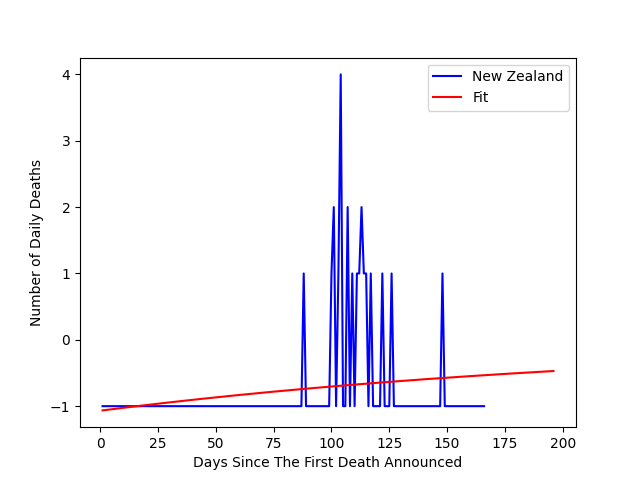 New Zealand
Fit
4
3
2
1
0
−1
Number of Daily Deaths
0 25 50 75 100 125 150 175 200
Days Since The First Death Announced